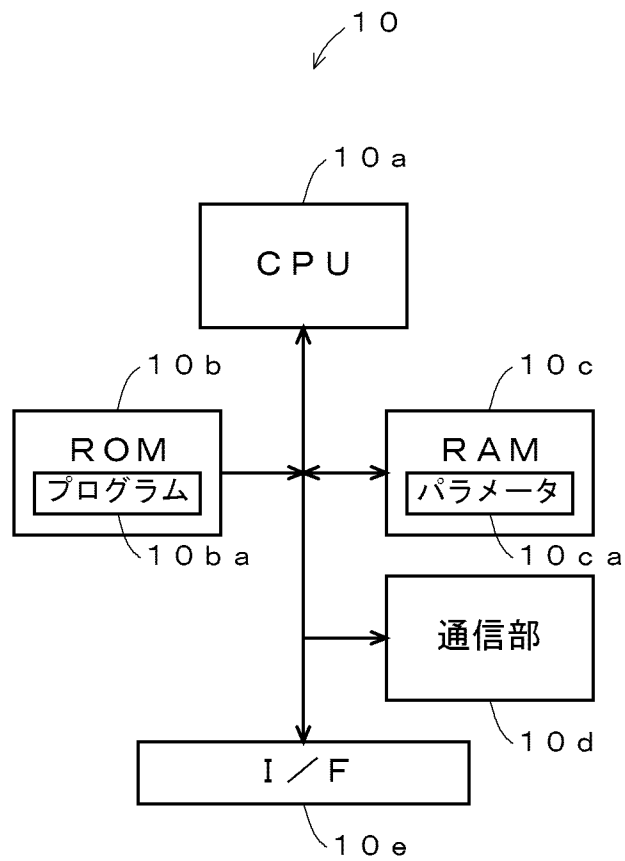 １０
１０ａ
ＣＰＵ
１０ｂ
ＲＯＭ
プログラム
１０ｂａ
１０ｃ
ＲＡＭ
パラメータ
１０ｃａ
通信部
１０ｄ
Ｉ／Ｆ
１０ｅ